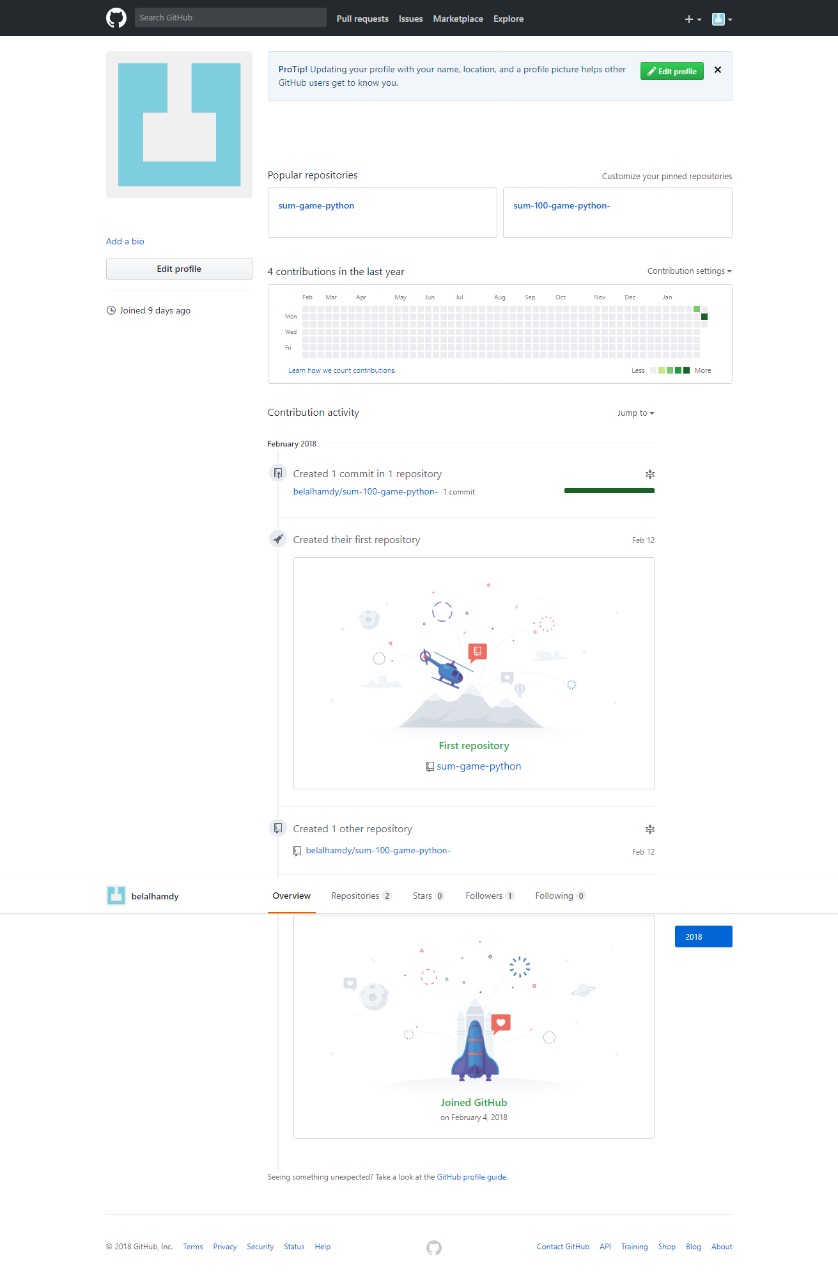 Search GitHub
Pull requests Issues Marketplace Explore
ProTip! Updating your profile with your name, location, and a profile picture helps other
GitHub users get to know you.
Edit profile
Popular repositories
Customize your pinned repositories
sum-game-python
sum-100-game-python-
Add a bio
Edit profile
Joined 9 days ago
4 contributions in the last year
Contribution settings
Feb Mar Apr May Jun Jul Aug Sep Oct Nov Dec Jan
Mon
Wed
Fri
Learn how we count contributions.
Less More
Contribution activity
Jump to
February 2018
Created 1 commit in 1 repository
belalhamdy/sum-100-game-python- 1 commit
Created their first repository
Feb 12
First repository
sum-game-python
Created 1 other repository
belalhamdy/sum-100-game-python-
Feb 12
belalhamdy
Overview Repositories 2 Stars 0 Followers 1 Following 0
2018
Joined GitHub
on February 4, 2018
Seeing something unexpected? Take a look at the GitHub profile guide.
© 2018 GitHub, Inc. Terms Privacy Security Status Help
Contact GitHub API Training Shop Blog About